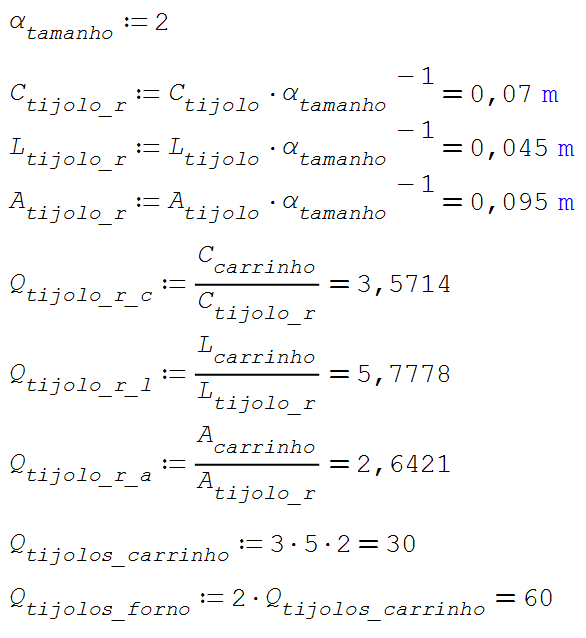 α_tamanho := 2
C_tijolo_r := C_tijolo · α_tamanho^-1 = 0,07 m
L_tijolo_r := L_tijolo · α_tamanho^-1 = 0,045 m
A_tijolo_r := A_tijolo · α_tamanho^-1 = 0,095 m
Q_tijolo_r_c := C_carrinho / C_tijolo_r = 3,5714
Q_tijolo_r_l := L_carrinho / L_tijolo_r = 5,7778
Q_tijolo_r_a := A_carrinho / A_tijolo_r = 2,6421
Q_tijolos_carrinho := 3 · 5 · 2 = 30
Q_tijolos_forno := 2 · Q_tijolos_carrinho = 60